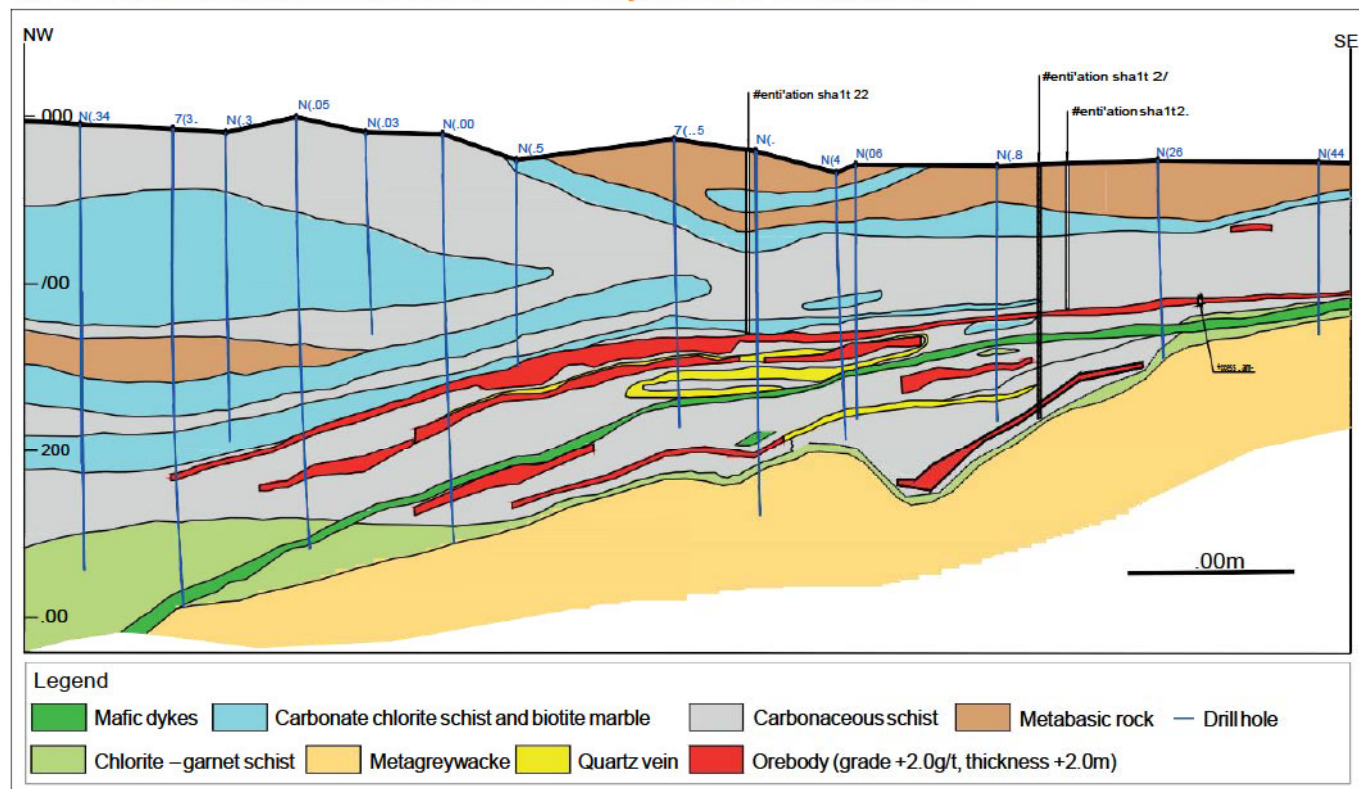 NW
SE
#enti'ation sha1t 2/
#enti'ation sha1t 22
#enti'ation sha1t2.
N(.34
7(3.
N(.3
N(.05
N(.03
N(.00
N(.5
7(..5
N(.
N(4
N(06
N(.8
N(26
N(44
.000
/00
200
.00
.00m
Legend
Mafic dykes
Carbonate chlorite schist and biotite marble
Carbonaceous schist
Metabasic rock
Drill hole
Chlorite – garnet schist
Metagreywacke
Quartz vein
Orebody (grade +2.0g/t, thickness +2.0m)